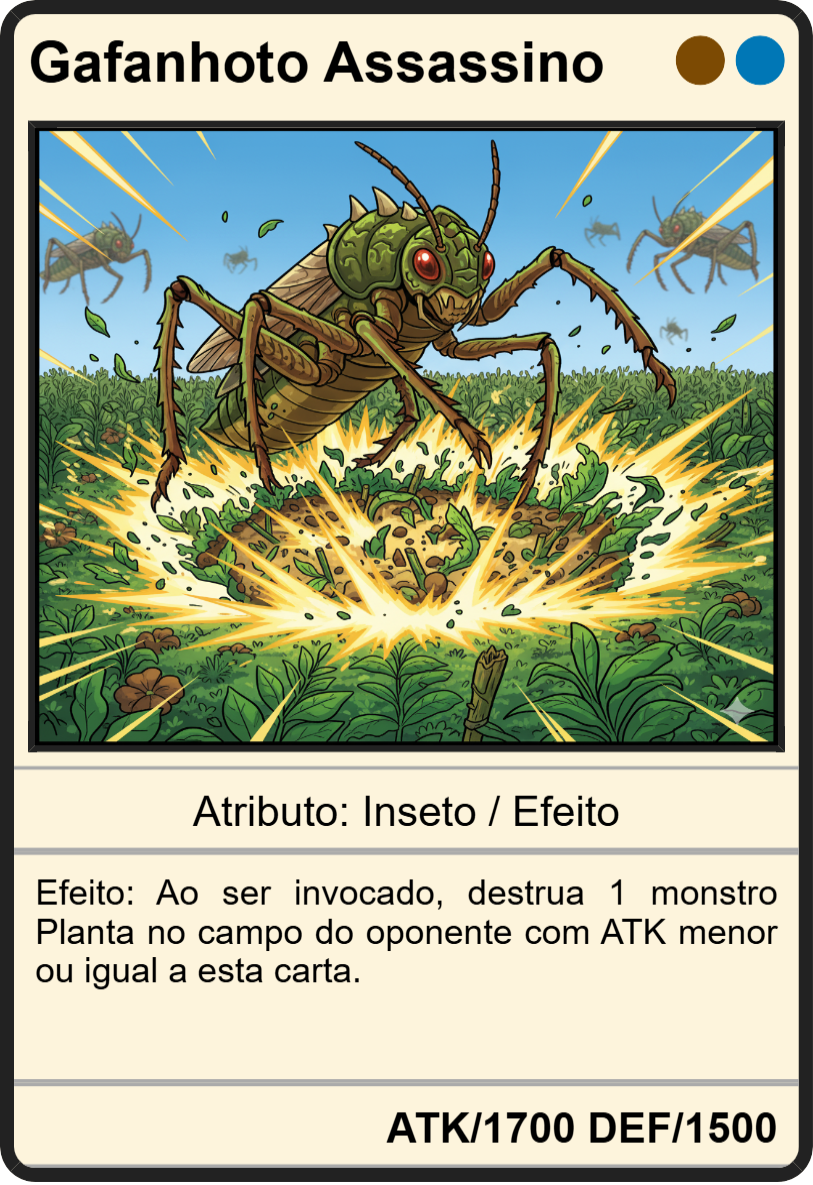 Gafanhoto Assassino
Atributo: Inseto / Efeito
Efeito: Ao ser invocado, destrua 1 monstro
Planta no campo do oponente com ATK menor
ou igual a esta carta.
ATK/1700 DEF/1500